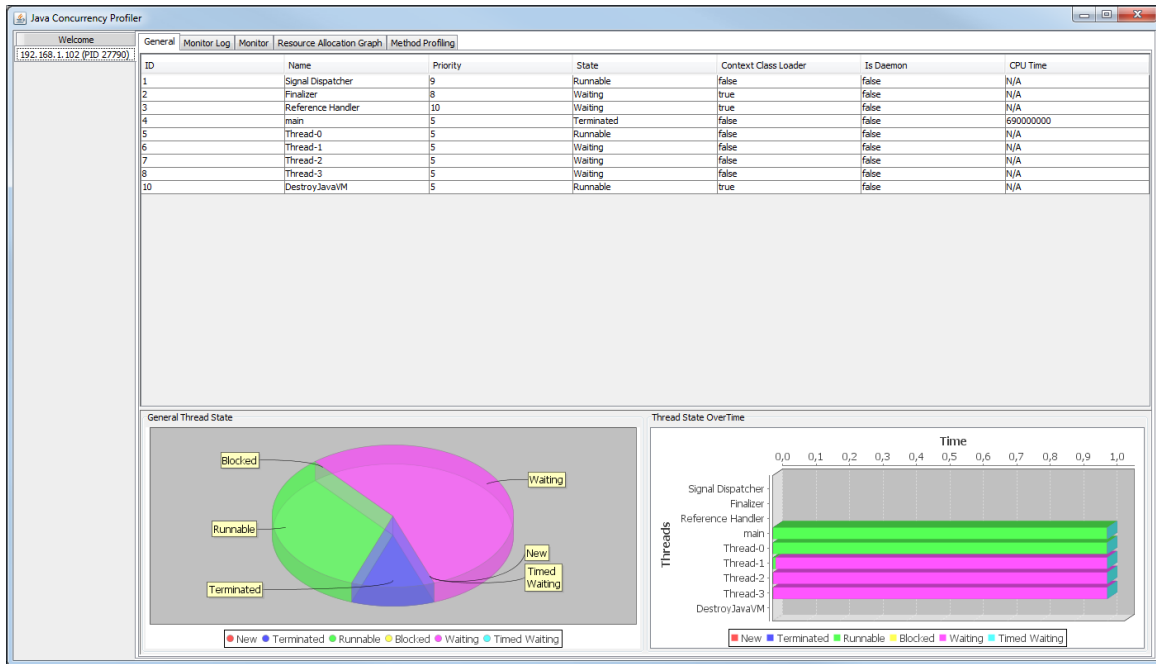 Java Concurrency Profiler
Welcome
192.168.1.102 (PID 27790)
General Monitor Log Monitor Resource Allocation Graph Method Profiling
ID Name Priority State Context Class Loader Is Daemon CPU Time
1 Signal Dispatcher 9 Runnable false false N/A
2 Finalizer 8 Waiting true false N/A
3 Reference Handler 10 Waiting true false N/A
4 main 5 Terminated false false 690000000
5 Thread-0 5 Runnable false false N/A
6 Thread-1 5 Waiting false false N/A
7 Thread-2 5 Waiting false false N/A
8 Thread-3 5 Waiting false false N/A
10 DestroyJavaVM 5 Runnable true false N/A
General Thread State
Blocked
Waiting
Runnable
New
Timed
Waiting
Terminated
New Terminated Runnable Blocked Waiting Timed Waiting
Thread State OverTime
Time
0,0 0,1 0,2 0,3 0,4 0,5 0,6 0,7 0,8 0,9 1,0
Threads
Signal Dispatcher
Finalizer
Reference Handler
main
Thread-0
Thread-1
Thread-2
Thread-3
DestroyJavaVM
New Terminated Runnable Blocked Waiting Timed Waiting